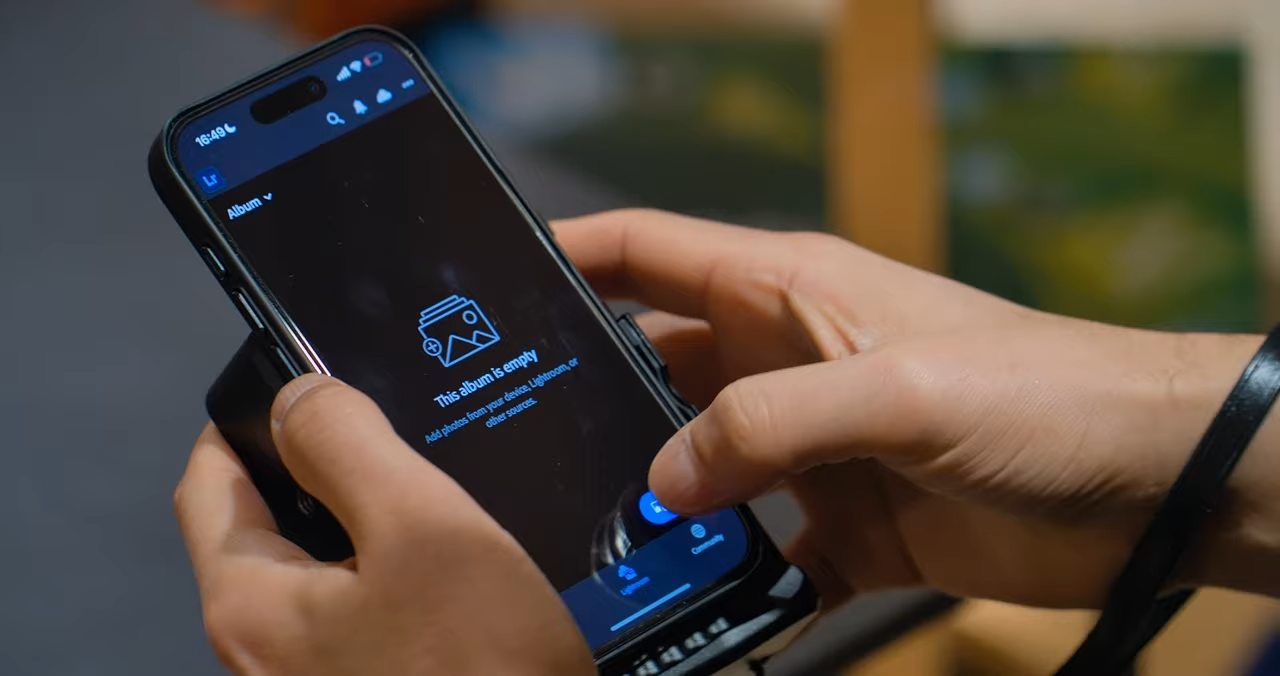 16:49
Lr
Album
This album is empty
Add photos from your device, Lightroom, or
other sources.
Community
Lightroom